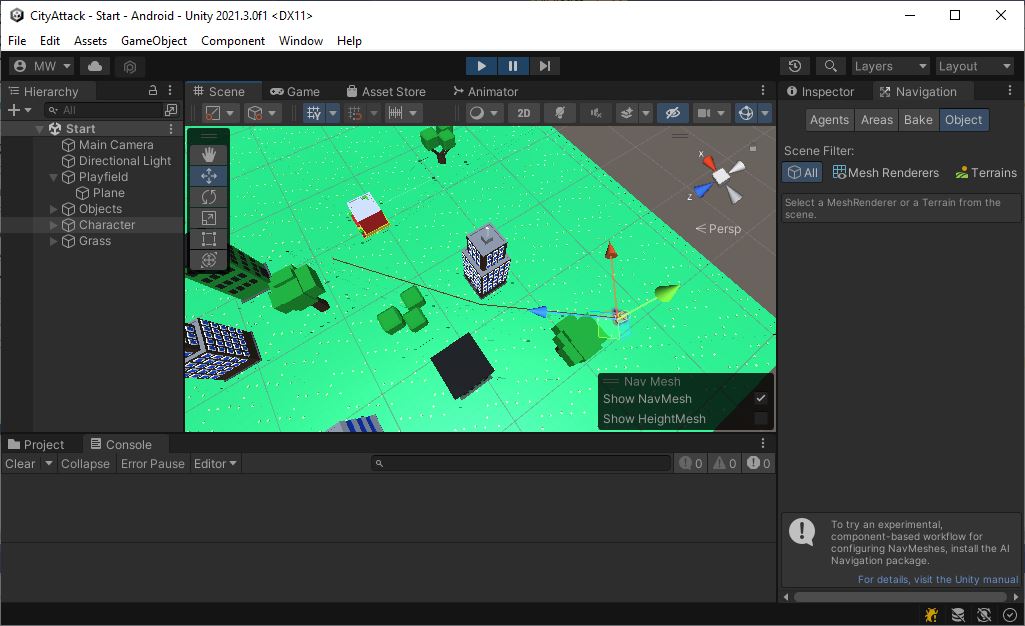 CityAttack - Start - Android - Unity 2021.3.0f1 <DX11>
File Edit Assets GameObject Component Window Help
MW Layers Layout
Hierarchy
All
Start
Main Camera
Directional Light
Playfield
Plane
Objects
Character
Grass
Scene Game Asset Store Animator
2D
x
z
Persp
Nav Mesh
Show NavMesh
Show HeightMesh
Inspector Navigation
Agents Areas Bake Object
Scene Filter:
All Mesh Renderers Terrains
Select a MeshRenderer or a Terrain from the
scene.
Project Console
Clear Collapse Error Pause Editor 0 0 0
To try an experimental,
component-based workflow for
configuring NavMeshes, install the AI
Navigation package.
For details, visit the Unity manual